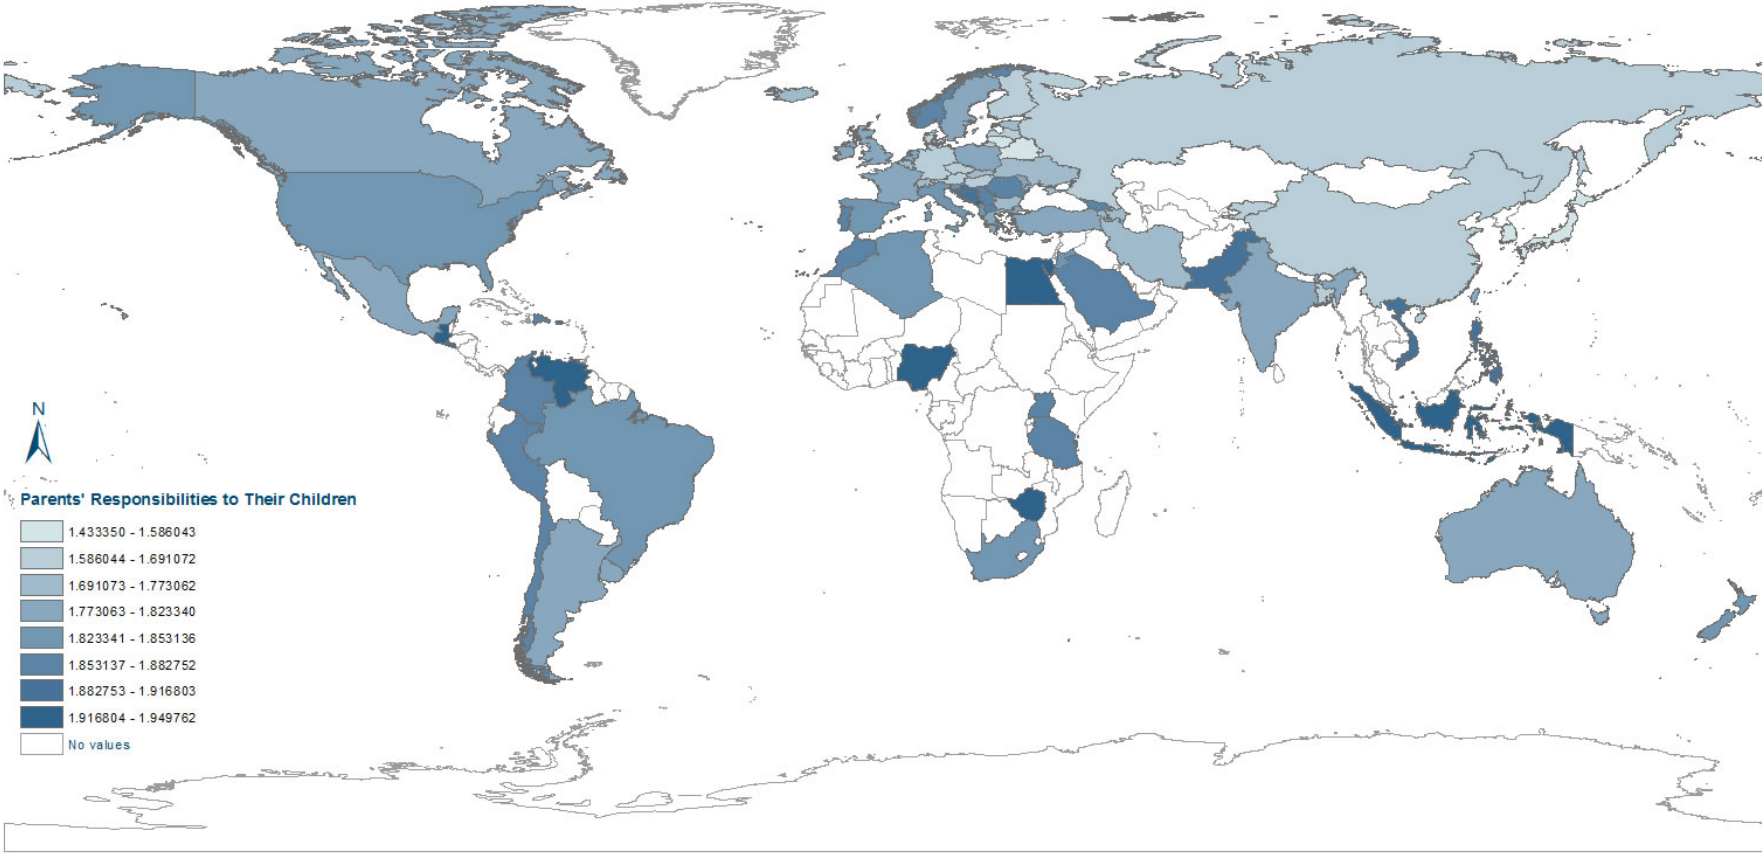 N
Parents' Responsibilities to Their Children
1.433350 - 1.586043
1.586044 - 1.691072
1.691073 - 1.773062
1.773063 - 1.823340
1.823341 - 1.853136
1.853137 - 1.882752
1.882753 - 1.916803
1.916804 - 1.949762
No values